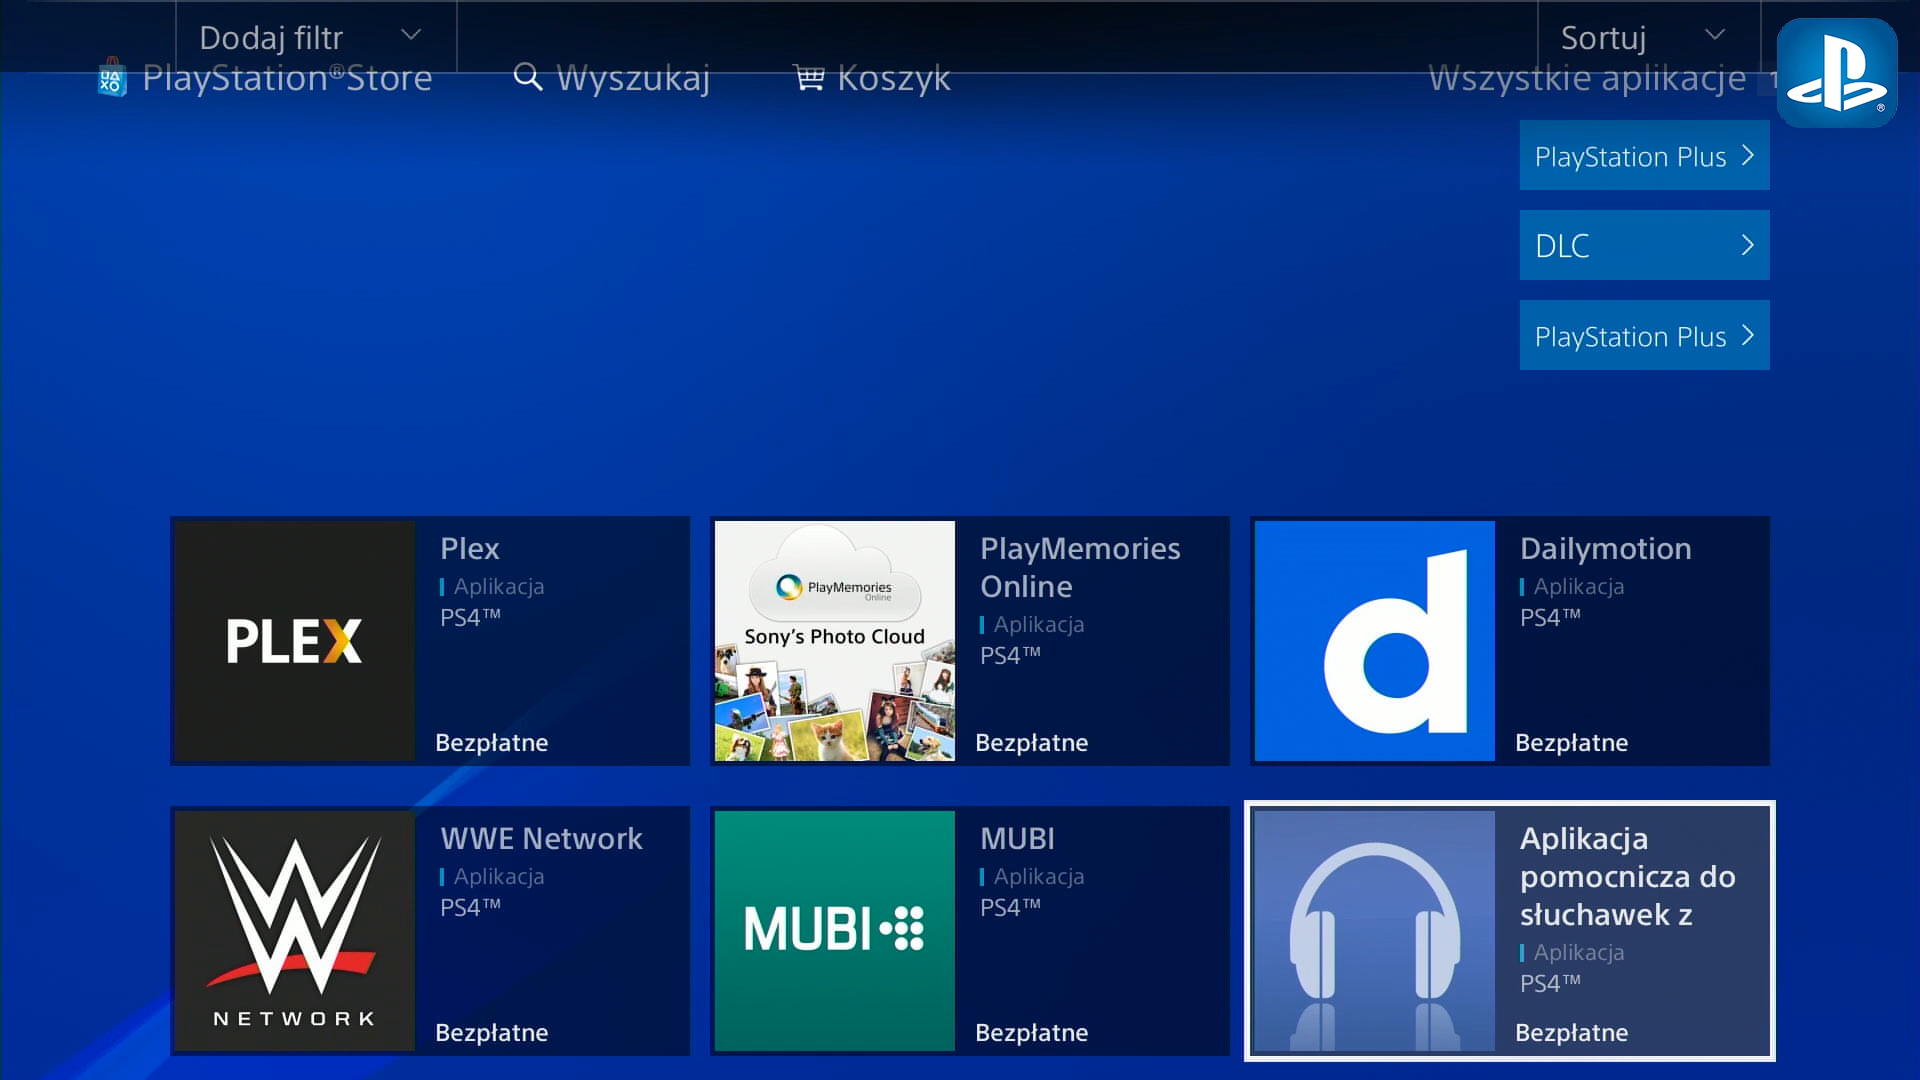 Dodaj filtr
Sortuj
PlayStation®Store
Wyszukaj
Koszyk
Wszystkie aplikacje
PlayStation Plus
DLC
PlayStation Plus
PLEX
Plex
Aplikacja
PS4™
Bezpłatne
PlayMemories
Online
Sony's Photo Cloud
PlayMemories
Online
Aplikacja
PS4™
Bezpłatne
Dailymotion
Aplikacja
PS4™
Bezpłatne
NETWORK
WWE Network
Aplikacja
PS4™
Bezpłatne
MUBI
MUBI
Aplikacja
PS4™
Bezpłatne
Aplikacja
pomocnicza do
słuchawek z
Aplikacja
PS4™
Bezpłatne